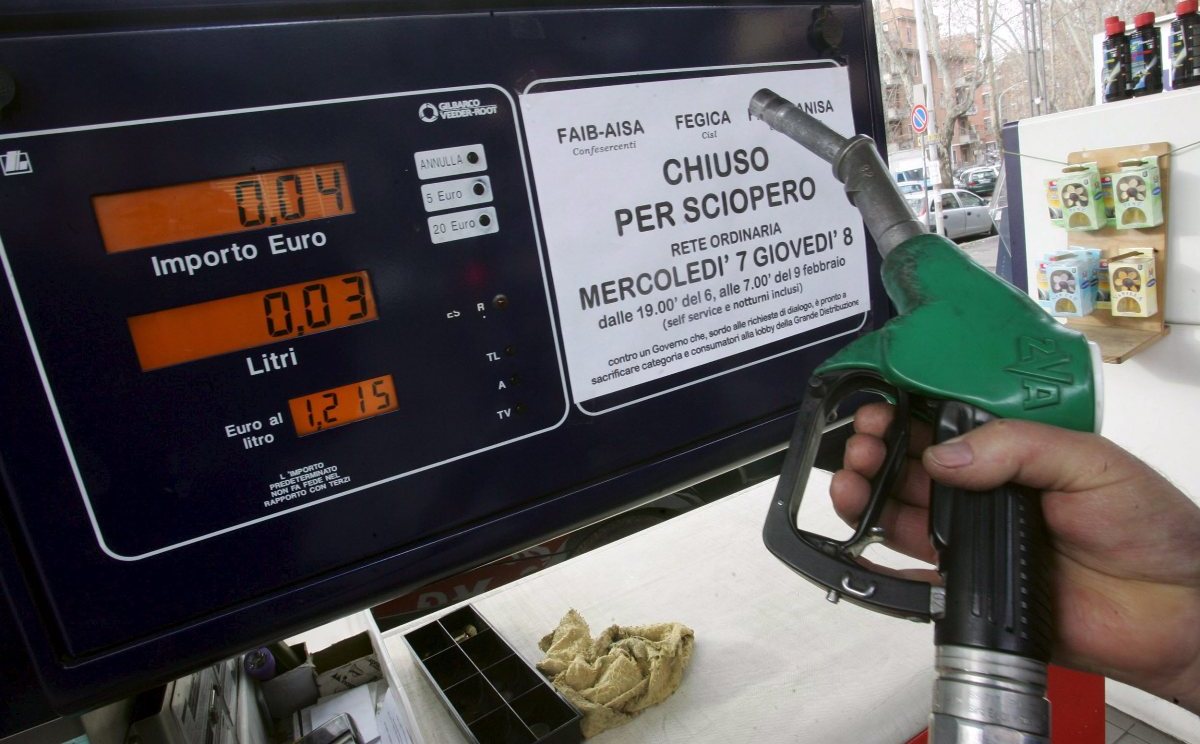 GILBARCO
VEEDER-ROOT
0.04
Importo Euro
0.03
Litri
Euro al
litro
1.215
L'IMPORTO
PREDETERMINATO
NON FA FEDE NEL
RAPPORTO CON TERZI
ANNULLA
5 Euro
20 Euro
R
TL
A
TV
FAIB-AISA
Confesercenti
FEGICA
Cisl
ANISA
CHIUSO
PER SCIOPERO
RETE ORDINARIA
MERCOLEDI' 7 GIOVEDI' 8
dalle 19.00' del 6, alle 7.00' del 9 febbraio
(self service e notturni inclusi)
contro un Governo che, sordo alle richieste di dialogo, è pronto a
sacrificare categoria e consumatori alla lobby della Grande Distribuzione
2/A